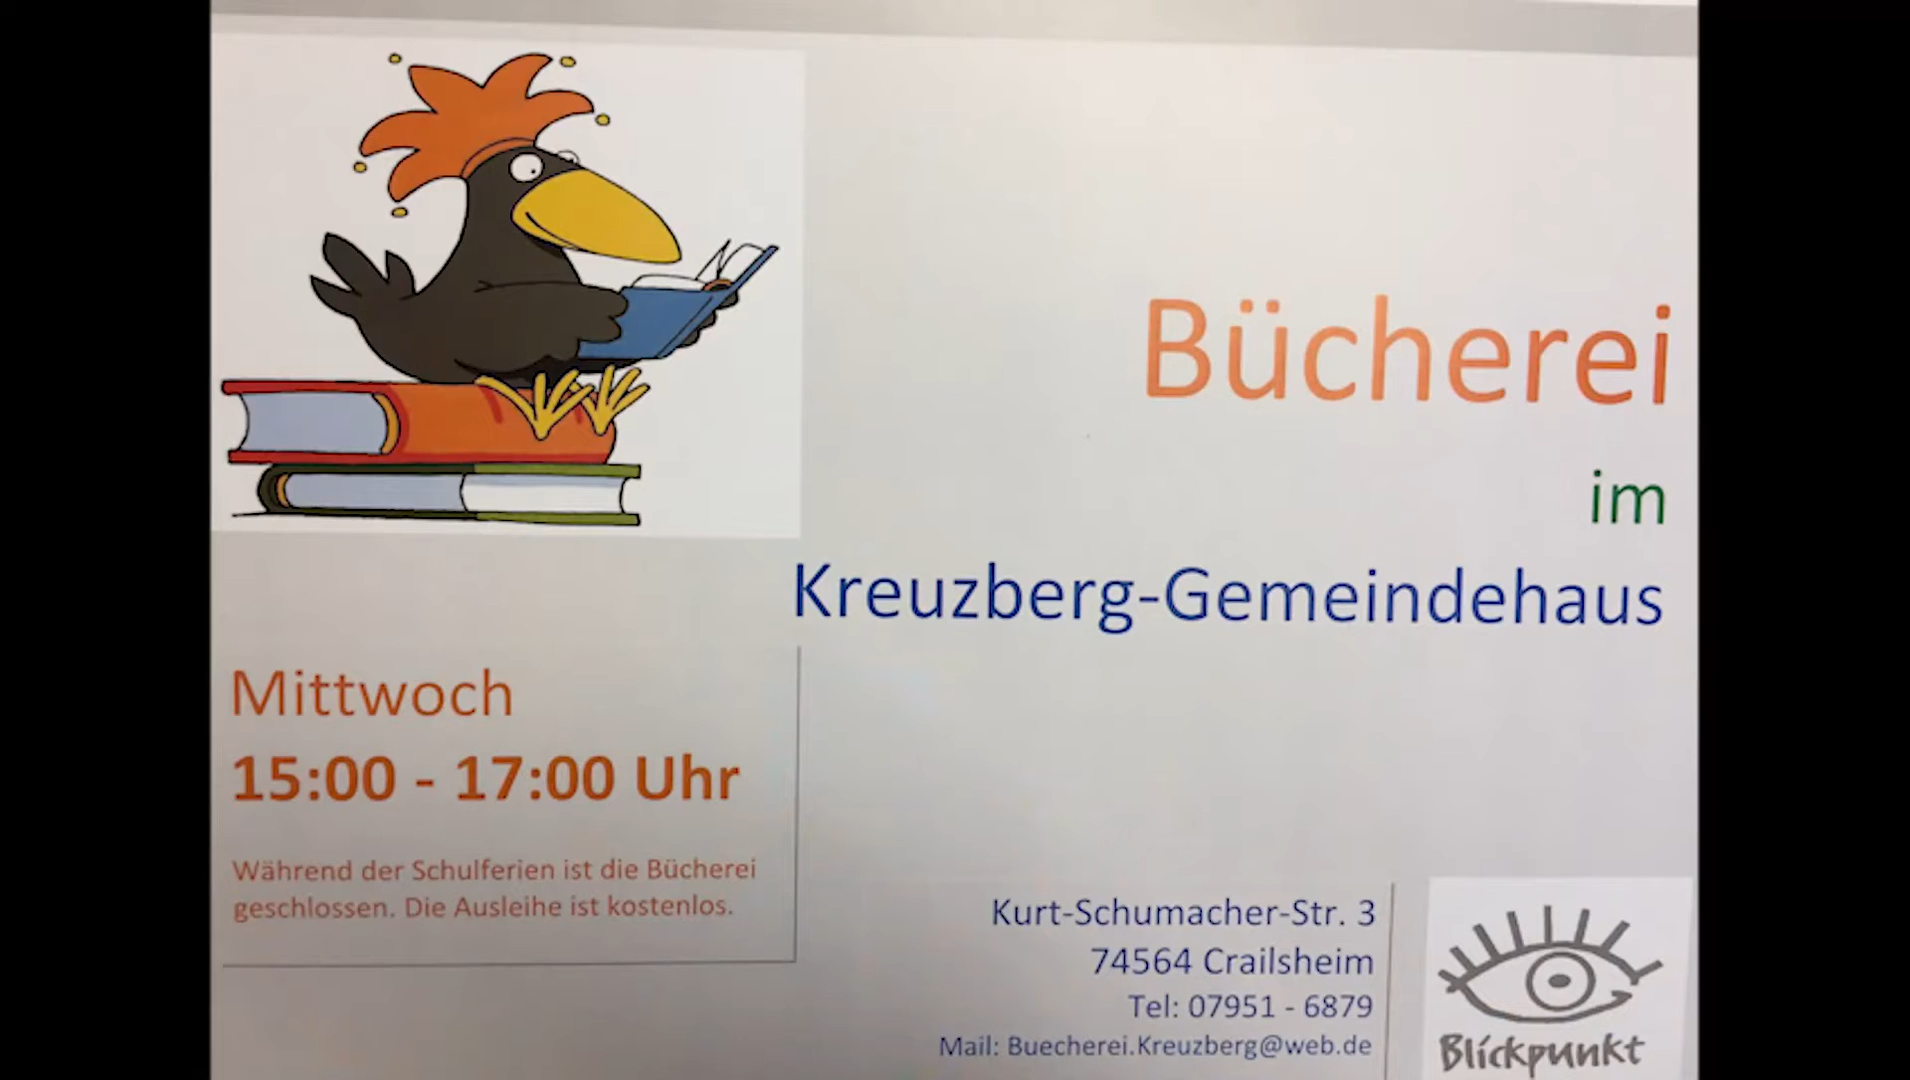 Bücherei
im
Kreuzberg-Gemeindehaus
Mittwoch
15:00 - 17:00 Uhr
Während der Schulferien ist die Bücherei
geschlossen. Die Ausleihe ist kostenlos.
Kurt-Schumacher-Str. 3
74564 Crailsheim
Tel: 07951 - 6879
Mail: Buecherei.Kreuzberg@web.de
Blickpunkt